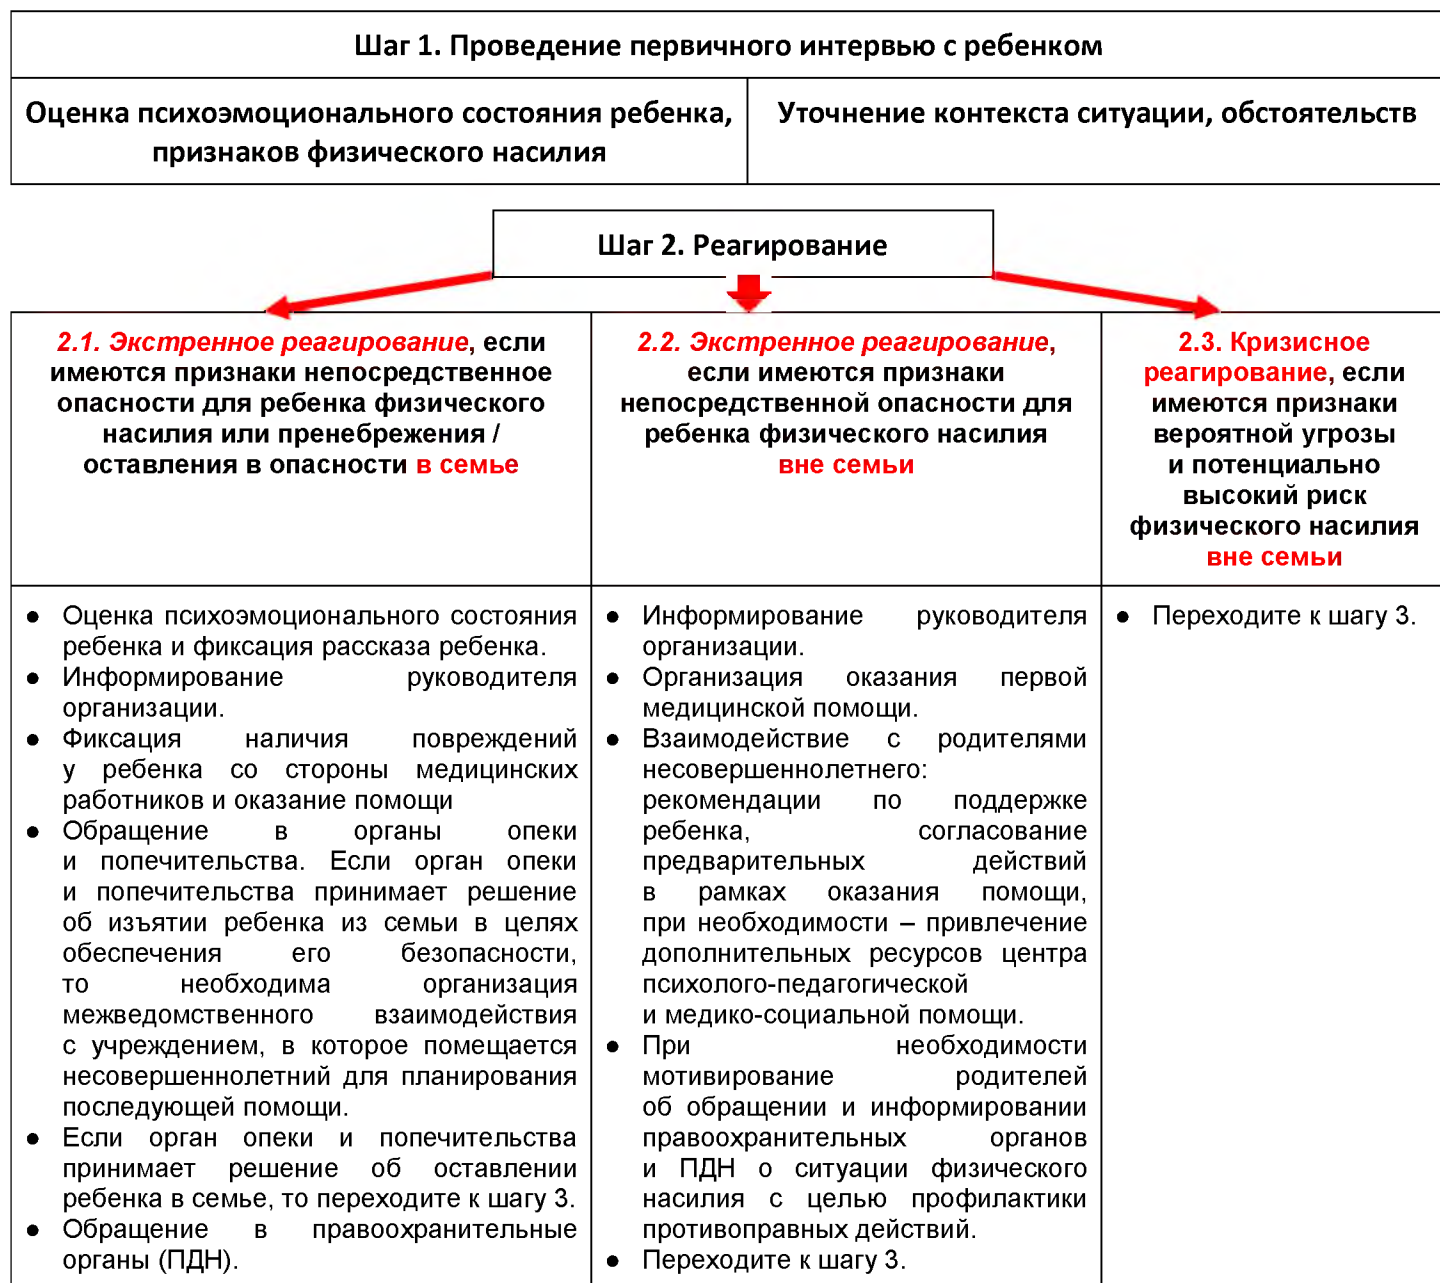 Шаг 1. Проведение первичного интервью с ребенком
Оценка психоэмоционального состояния ребенка,
признаков физического насилия
Уточнение контекста ситуации, обстоятельств
Шаг 2. Реагирование
2.1. Экстренное реагирование, если
имеются признаки непосредственное
опасности для ребенка физического
насилия или пренебрежения /
оставления в опасности в семье
2.2. Экстренное реагирование,
если имеются признаки
непосредственной опасности для
ребенка физического насилия
вне семьи
2.3. Кризисное
реагирование, если
имеются признаки
вероятной угрозы
и потенциально
высокий риск
физического насилия
вне семьи
● Оценка психоэмоционального состояния
ребенка и фиксация рассказа ребенка.
● Информирование руководителя
организации.
● Фиксация наличия повреждений
у ребенка со стороны медицинских
работников и оказание помощи
● Обращение в органы опеки
и попечительства. Если орган опеки
и попечительства принимает решение
об изъятии ребенка из семьи в целях
обеспечения его безопасности,
то необходима организация
межведомственного взаимодействия
с учреждением, в которое помещается
несовершеннолетний для планирования
последующей помощи.
● Если орган опеки и попечительства
принимает решение об оставлении
ребенка в семье, то переходите к шагу 3.
● Обращение в правоохранительные
органы (ПДН).
● Информирование руководителя
организации.
● Организация оказания первой
медицинской помощи.
● Взаимодействие с родителями
несовершеннолетнего:
рекомендации по поддержке
ребенка, согласование
предварительных действий
в рамках оказания помощи,
при необходимости – привлечение
дополнительных ресурсов центра
психолого-педагогической
и медико-социальной помощи.
● При необходимости
мотивирование родителей
об обращении и информировании
правоохранительных органов
и ПДН о ситуации физического
насилия с целью профилактики
противоправных действий.
● Переходите к шагу 3.
● Переходите к шагу 3.